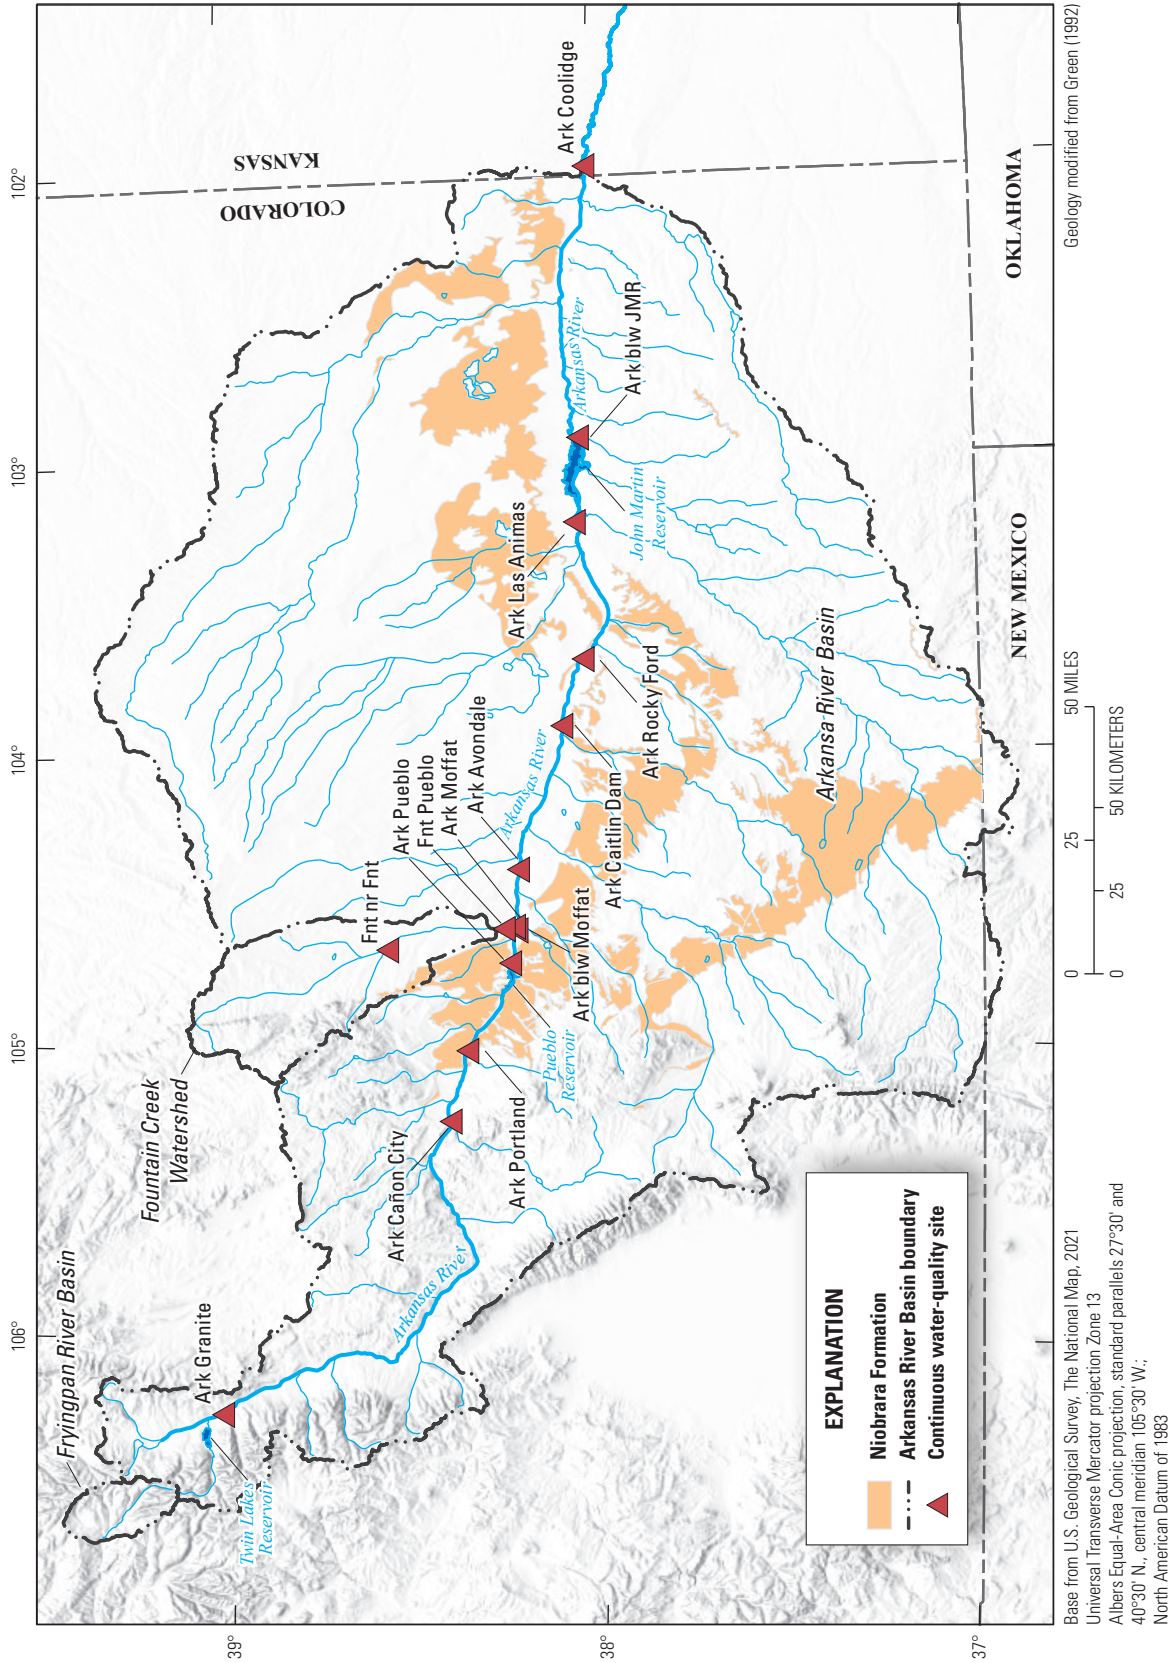 106°
105°
104°
103°
102°
39°
38°
37°
Fryingpan River Basin
Twin Lakes
Reservoir
Ark Granite
Fountain Creek
Watershed
Arkansas River
Ark Cañon City
Ark Portland
Pueblo
Reservoir
Fnt nr Fnt
Ark Pueblo
Fnt Pueblo
Ark Moffat
Ark Avondale
Ark blw Moffat
Arkansas River
Ark Caitlin Dam
Ark Rocky Ford
Ark Las Animas
John Martin
Reservoir
Ark blw JMR
Arkansas River
Ark Coolidge
COLORADO
KANSAS
Arkansa River Basin
NEW MEXICO
OKLAHOMA
EXPLANATION
Niobrara Formation
Arkansas River Basin boundary
Continuous water-quality site
0 25 50 MILES
0 25 50 KILOMETERS
Base from U.S. Geological Survey, The National Map, 2021
Universal Transverse Mercator projection Zone 13
Albers Equal-Area Conic projection, standard parallels 27°30' and
40°30' N., central meridian 105°30' W.;
North American Datum of 1983
Geology modified from Green (1992)